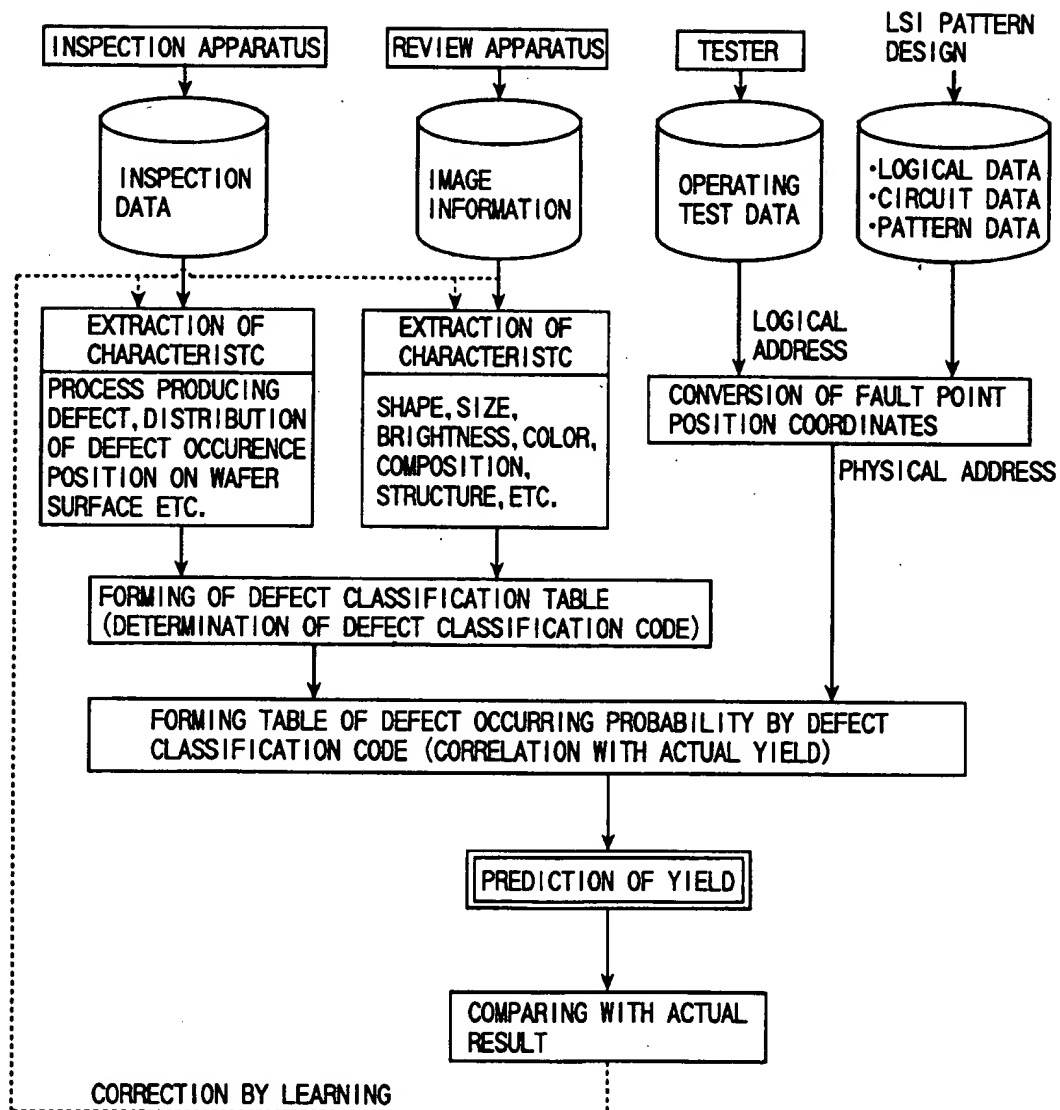 INSPECTION APPARATUS
REVIEW APPARATUS
TESTER
LSI PATTERN
DESIGN
INSPECTION
DATA
IMAGE
INFORMATION
OPERATING
TEST DATA
·LOGICAL DATA
·CIRCUIT DATA
·PATTERN DATA
EXTRACTION OF
CHARACTERISTC
PROCESS PRODUCING
DEFECT, DISTRIBUTION
OF DEFECT OCCURENCE
POSITION ON WAFER
SURFACE ETC.
EXTRACTION OF
CHARACTERISTC
SHAPE, SIZE,
BRIGHTNESS, COLOR,
COMPOSITION,
STRUCTURE, ETC.
LOGICAL
ADDRESS
CONVERSION OF FAULT POINT
POSITION COORDINATES
PHYSICAL ADDRESS
FORMING OF DEFECT CLASSIFICATION TABLE
(DETERMINATION OF DEFECT CLASSIFICATION CODE)
FORMING TABLE OF DEFECT OCCURRING PROBABILITY BY DEFECT
CLASSIFICATION CODE (CORRELATION WITH ACTUAL YIELD)
PREDICTION OF YIELD
COMPARING WITH ACTUAL
RESULT
CORRECTION BY LEARNING